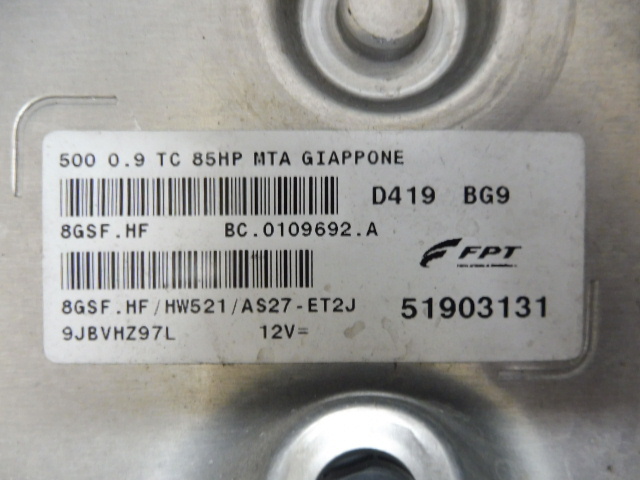 500 0.9 TC 85HP MTA GIAPPONE
D419 BG9
8GSF.HF BC.0109692.A
FPT
8GSF.HF/HW521/AS27-ET2J
51903131
9JBVHZ97L 12V=